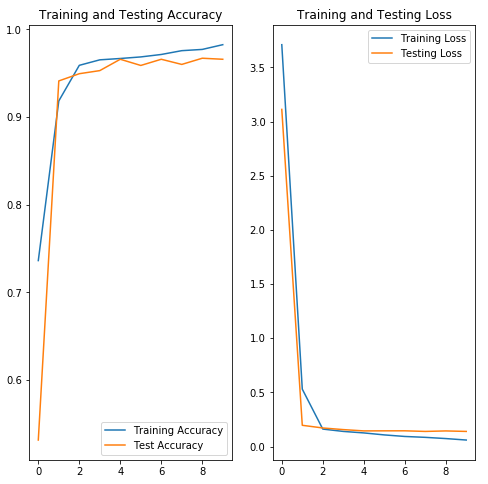 Training and Testing Accuracy
1.0
0.9
0.8
0.7
0.6
0 2 4 6 8
Training Accuracy
Test Accuracy
Training and Testing Loss
3.5
3.0
2.5
2.0
1.5
1.0
0.5
0.0
0 2 4 6 8
Training Loss
Testing Loss